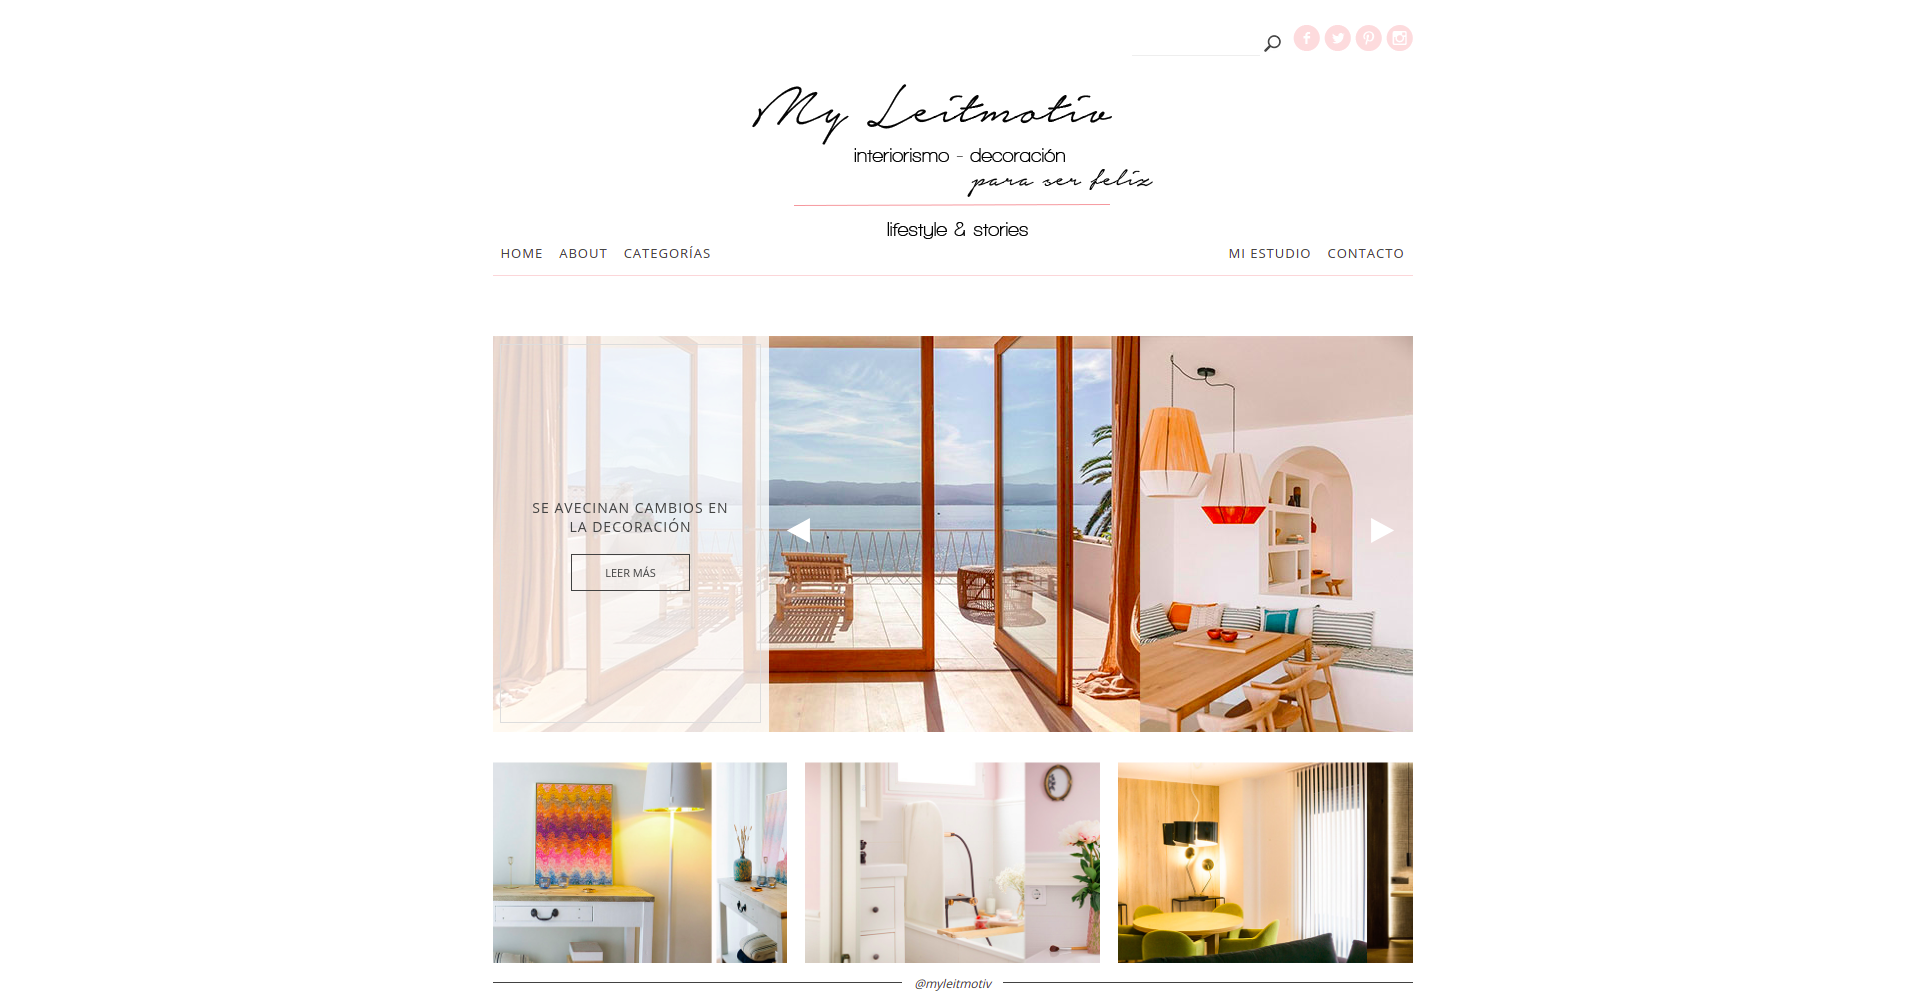 My Leitmotiv
interiorismo - decoración
para ser feliz
lifestyle & stories
HOME ABOUT CATEGORÍAS MI ESTUDIO CONTACTO
SE AVECINAN CAMBIOS EN
LA DECORACIÓN
LEER MÁS
@myleitmotiv